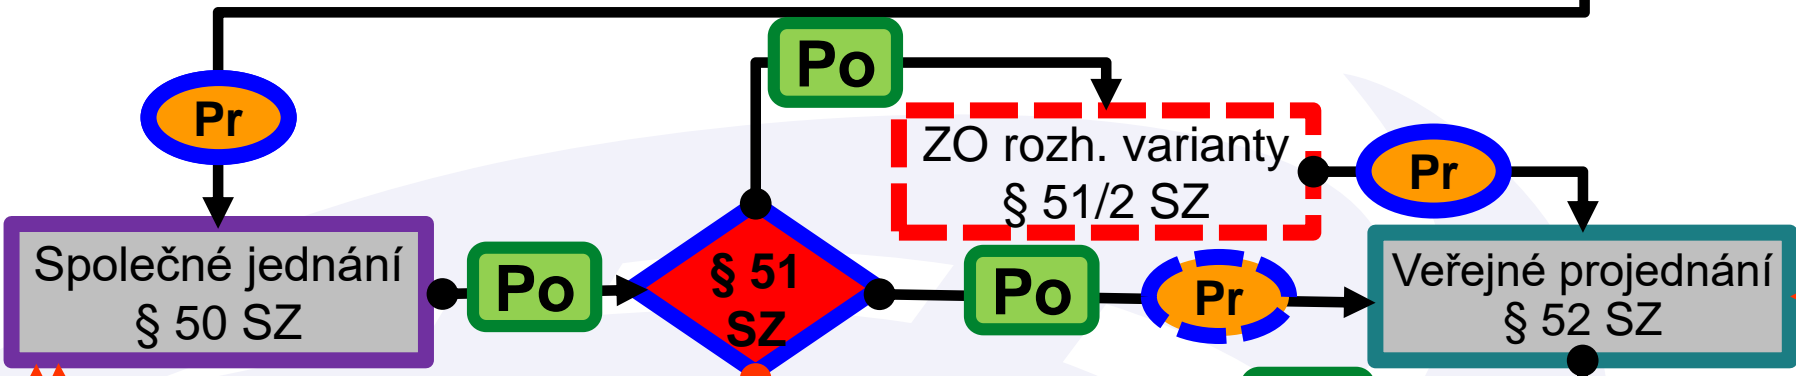 Po
Pr
ZO rozh. varianty
§ 51/2 SZ
Pr
Společné jednání
§ 50 SZ
Po
§ 51
SZ
Po
Pr
Veřejné projednání
§ 52 SZ